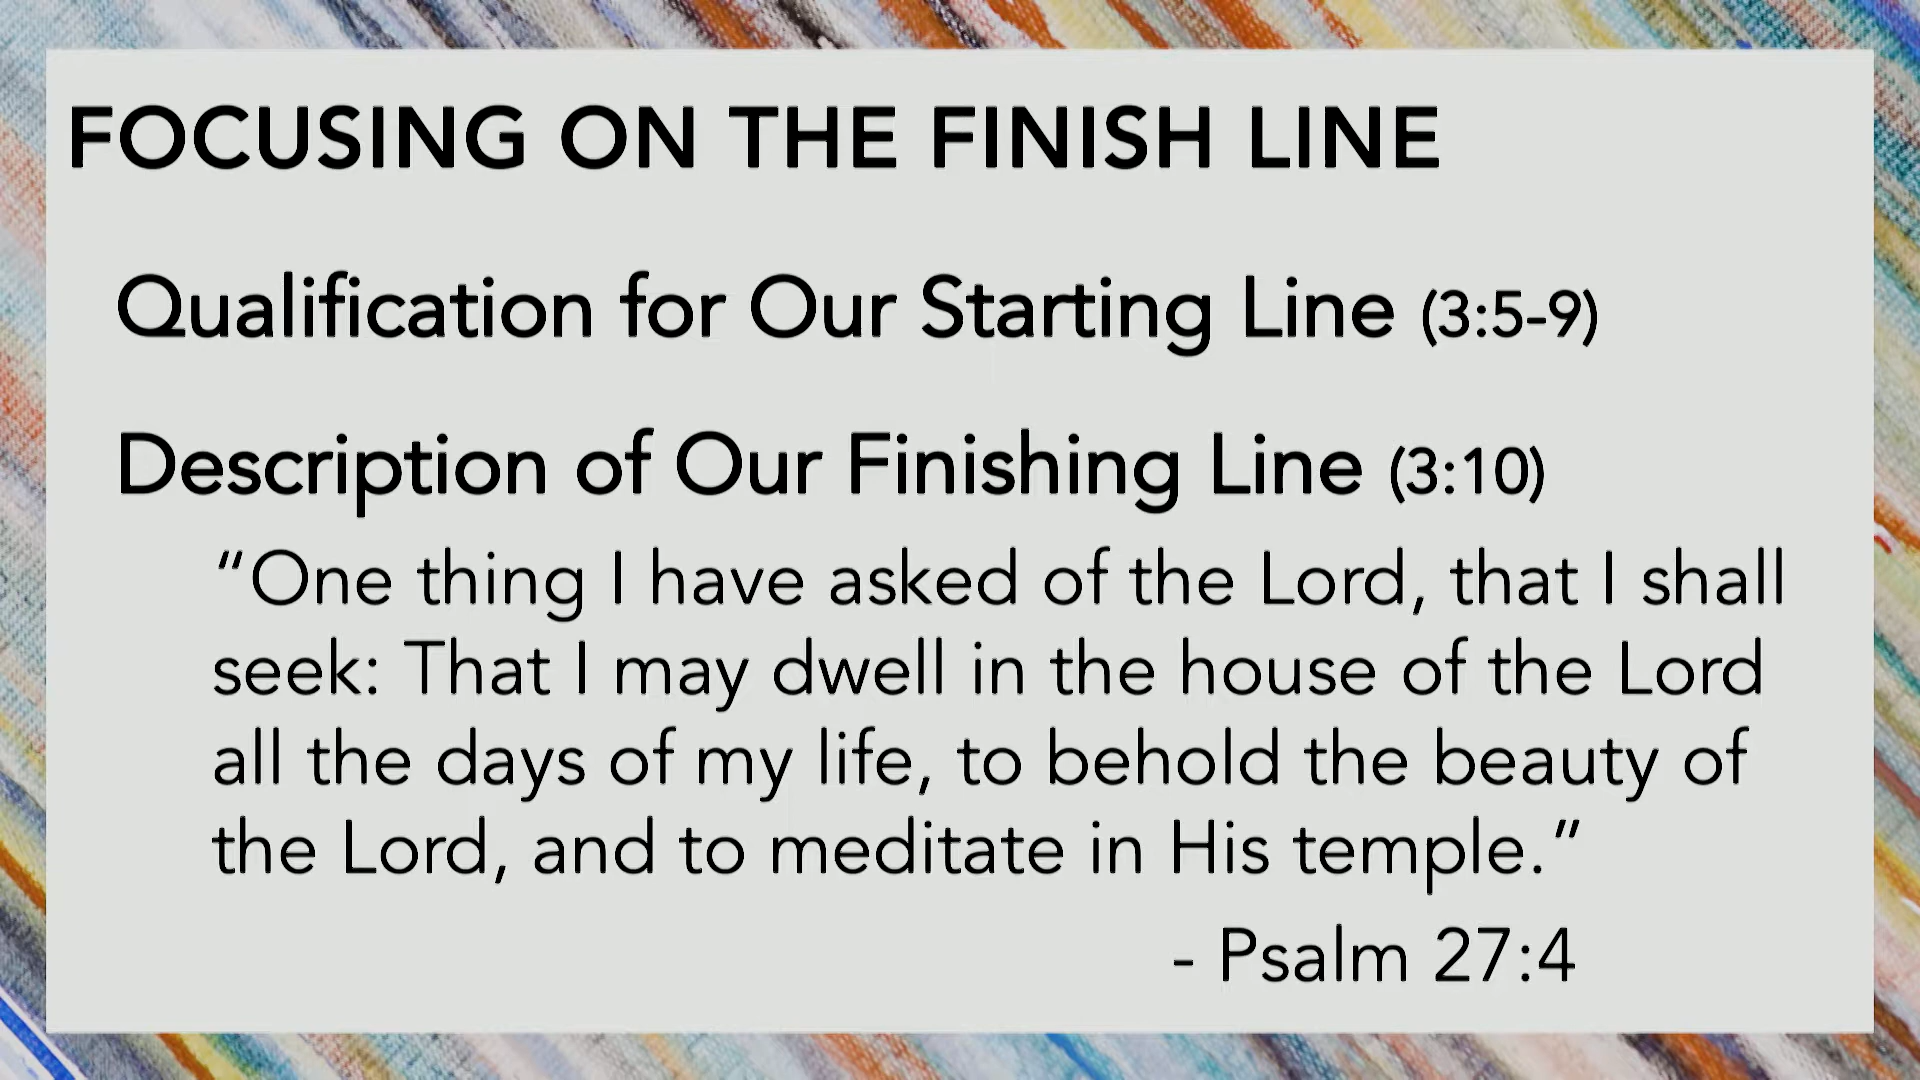 FOCUSING ON THE FINISH LINE
Qualification for Our Starting Line (3:5-9)
Description of Our Finishing Line (3:10)
“One thing I have asked of the Lord, that I shall
seek: That I may dwell in the house of the Lord
all the days of my life, to behold the beauty of
the Lord, and to meditate in His temple.”
- Psalm 27:4